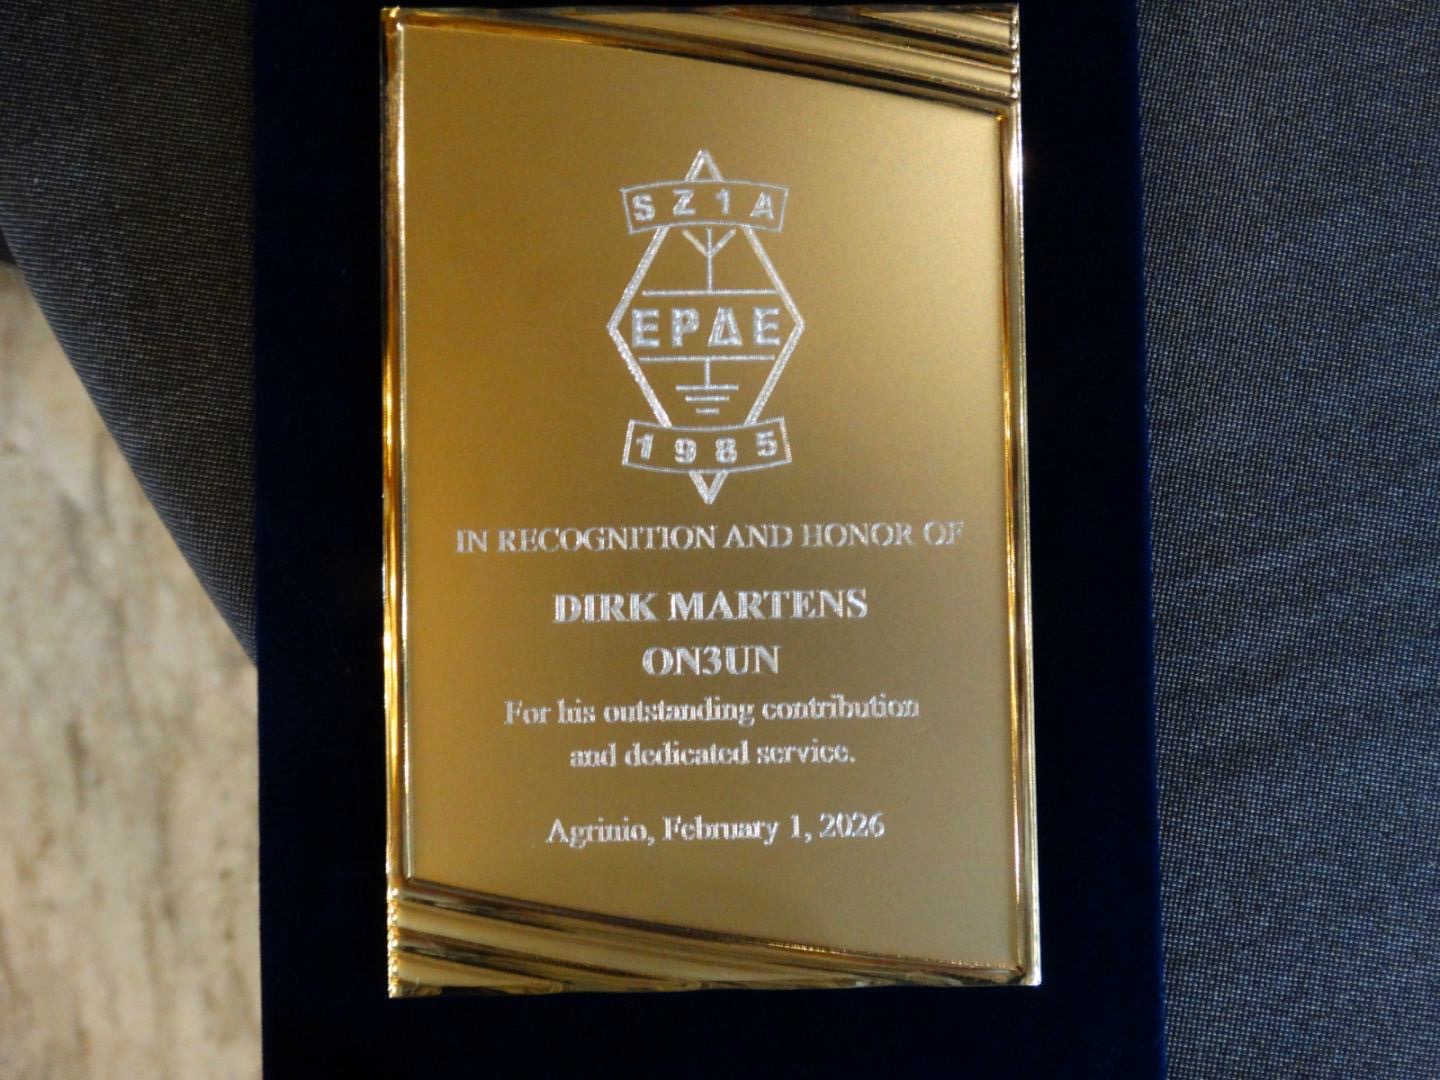 SZ1A
ΕΡΔΕ
1985
IN RECOGNITION AND HONOR OF
DIRK MARTENS
ON3UN
For his outstanding contribution
and dedicated service.
Agrinio, February 1, 2026